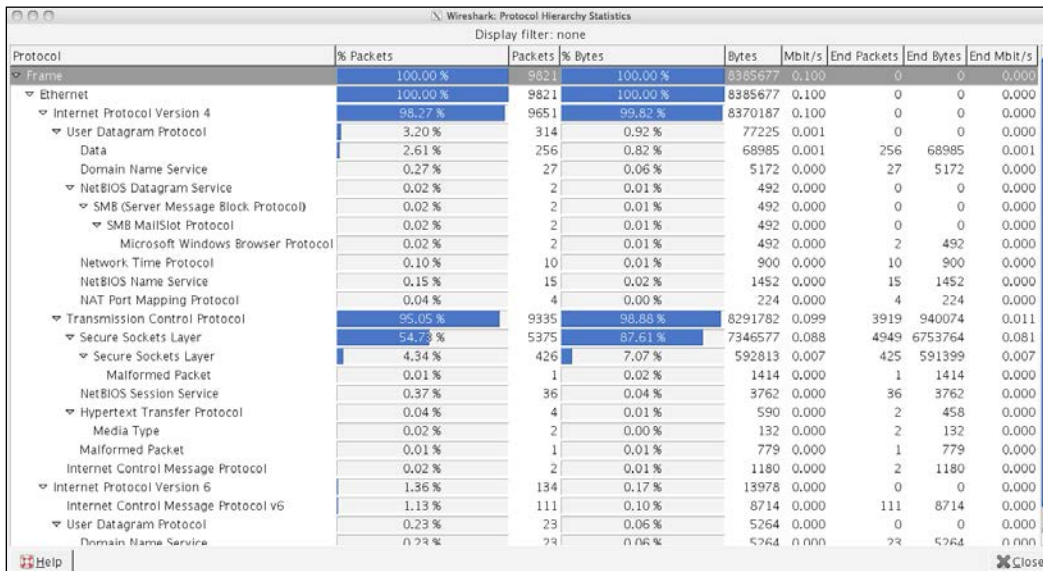 Wireshark: Protocol Hierarchy Statistics
Display filter: none
Protocol % Packets Packets % Bytes Bytes Mbit/s End Packets End Bytes End Mbit/s
Frame 100.00 % 9821 100.00 % 8385677 0.100 0 0 0.000
Ethernet 100.00 % 9821 100.00 % 8385677 0.100 0 0 0.000
Internet Protocol Version 4 98.27 % 9651 99.82 % 8370187 0.100 0 0 0.000
User Datagram Protocol 3.20 % 314 0.92 % 77225 0.001 0 0 0.000
Data 2.61 % 256 0.82 % 68985 0.001 256 68985 0.001
Domain Name Service 0.27 % 27 0.06 % 5172 0.000 27 5172 0.000
NetBIOS Datagram Service 0.02 % 2 0.01 % 492 0.000 0 0 0.000
SMB (Server Message Block Protocol) 0.02 % 2 0.01 % 492 0.000 0 0 0.000
SMB MailSlot Protocol 0.02 % 2 0.01 % 492 0.000 0 0 0.000
Microsoft Windows Browser Protocol 0.02 % 2 0.01 % 492 0.000 2 492 0.000
Network Time Protocol 0.10 % 10 0.01 % 900 0.000 10 900 0.000
NetBIOS Name Service 0.15 % 15 0.02 % 1452 0.000 15 1452 0.000
NAT Port Mapping Protocol 0.04 % 4 0.00 % 224 0.000 4 224 0.000
Transmission Control Protocol 95.05 % 9335 98.88 % 8291782 0.099 3919 940074 0.011
Secure Sockets Layer 54.73 % 5375 87.61 % 7346577 0.088 4949 6753764 0.081
Secure Sockets Layer 4.34 % 426 7.07 % 592813 0.007 425 591399 0.007
Malformed Packet 0.01 % 1 0.02 % 1414 0.000 1 1414 0.000
NetBIOS Session Service 0.37 % 36 0.04 % 3762 0.000 36 3762 0.000
Hypertext Transfer Protocol 0.04 % 4 0.01 % 590 0.000 2 458 0.000
Media Type 0.02 % 2 0.00 % 132 0.000 2 132 0.000
Malformed Packet 0.01 % 1 0.01 % 779 0.000 1 779 0.000
Internet Control Message Protocol 0.02 % 2 0.01 % 1180 0.000 2 1180 0.000
Internet Protocol Version 6 1.36 % 134 0.17 % 13978 0.000 0 0 0.000
Internet Control Message Protocol v6 1.13 % 111 0.10 % 8714 0.000 111 8714 0.000
User Datagram Protocol 0.23 % 23 0.06 % 5264 0.000 0 0 0.000
Domain Name Service 0.23 % 23 0.06 % 5264 0.000 23 5264 0.000
Help Close